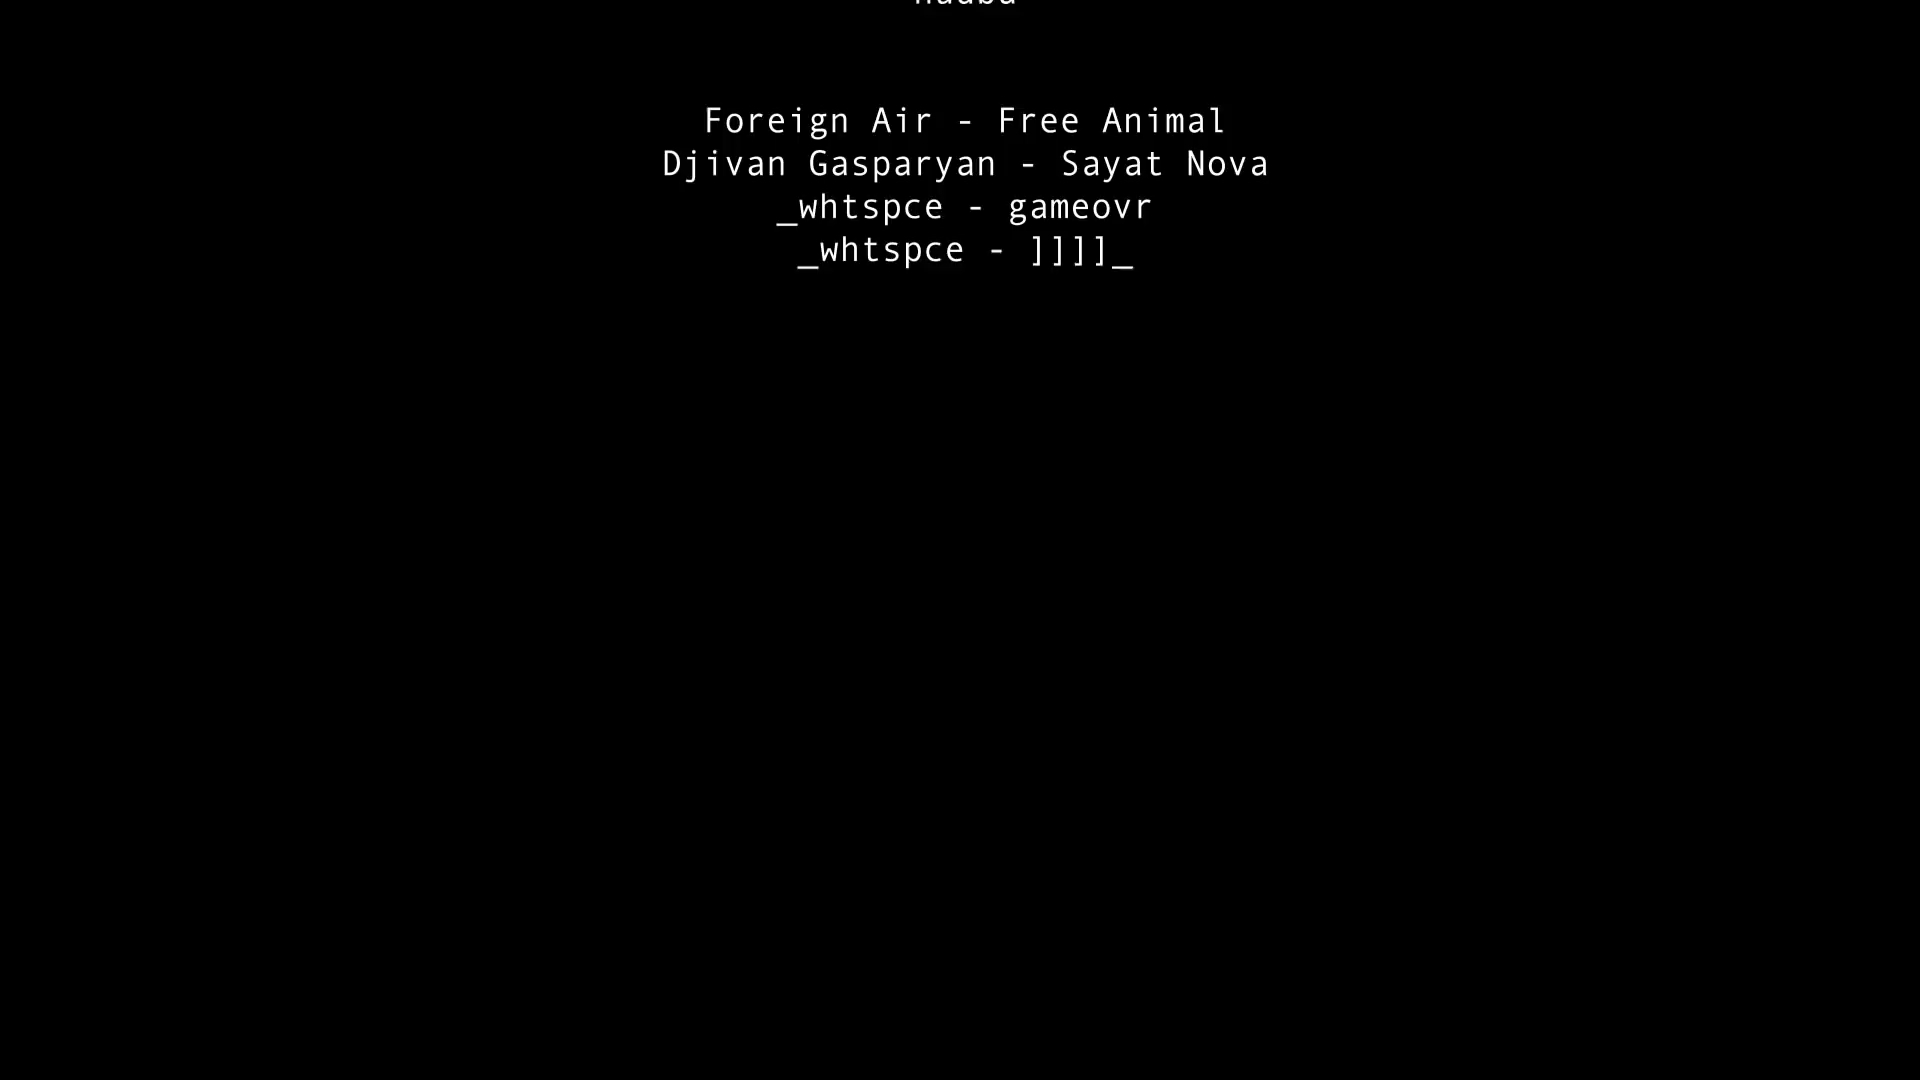 Foreign Air - Free Animal
Djivan Gasparyan - Sayat Nova
_whtspce - gameovr
_whtspce - ]]]]_